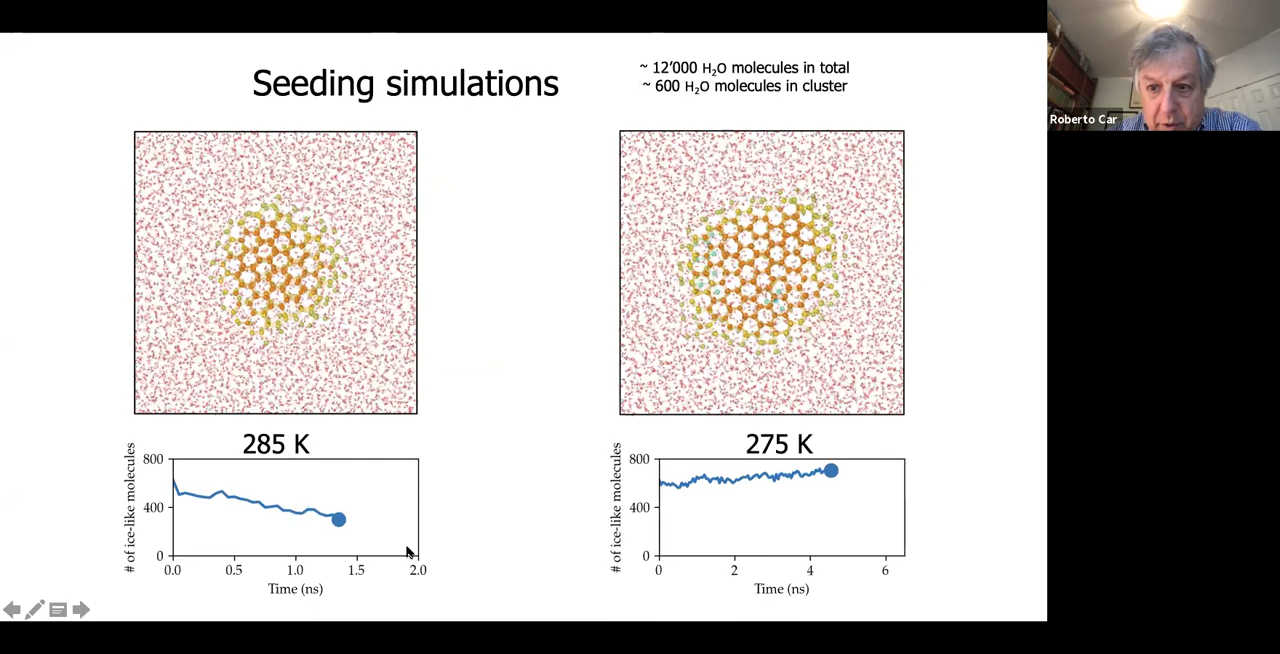 Seeding simulations
~ 12’000 H₂O molecules in total
~ 600 H₂O molecules in cluster
Roberto Car
285 K
# of ice-like molecules
800
400
0
0.0 0.5 1.0 1.5 2.0
Time (ns)
275 K
# of ice-like molecules
800
400
0
0 2 4 6
Time (ns)